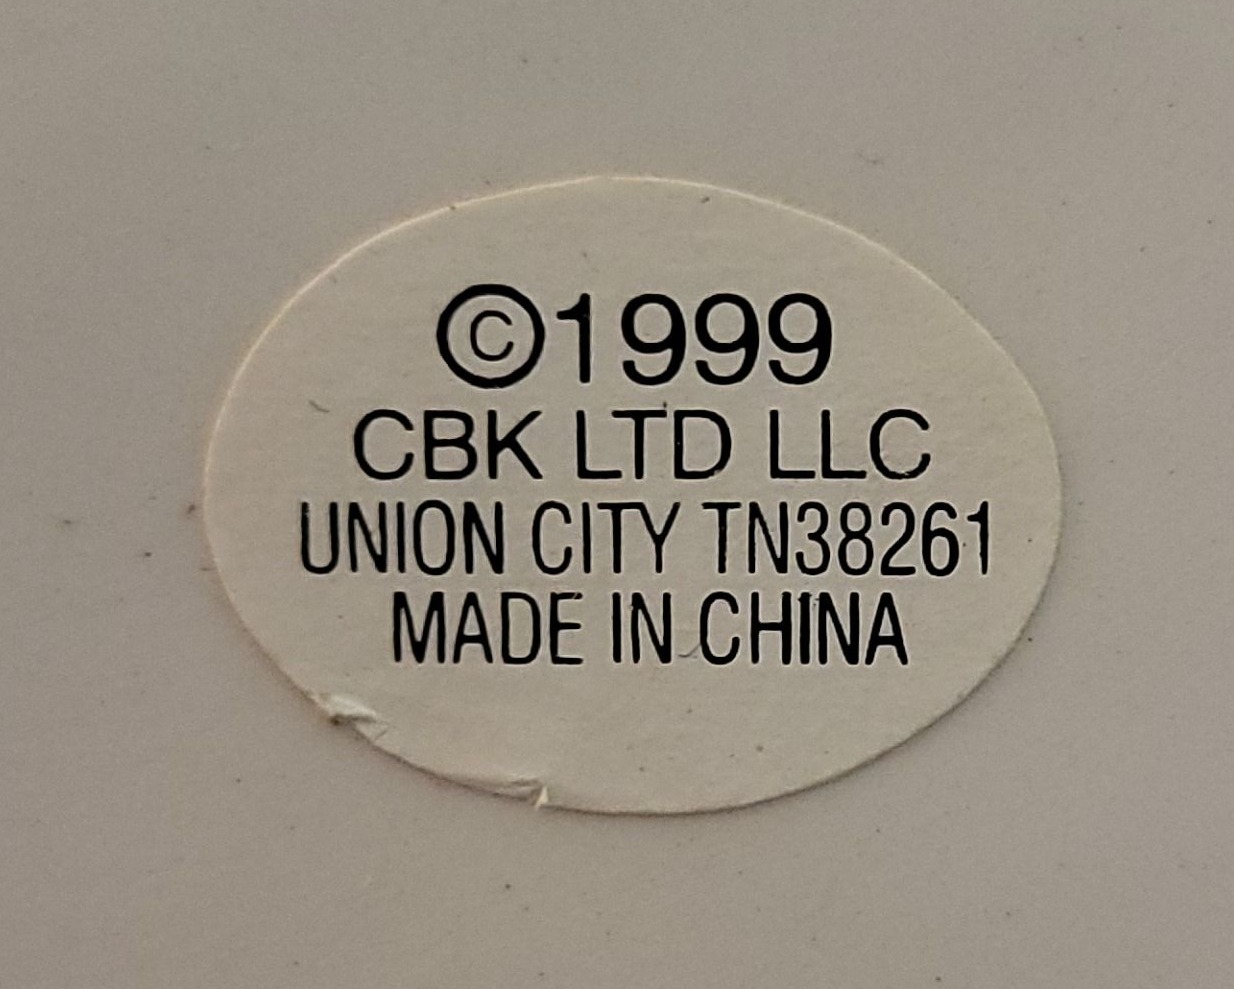 ©1999
CBK LTD LLC
UNION CITY TN38261
MADE IN CHINA